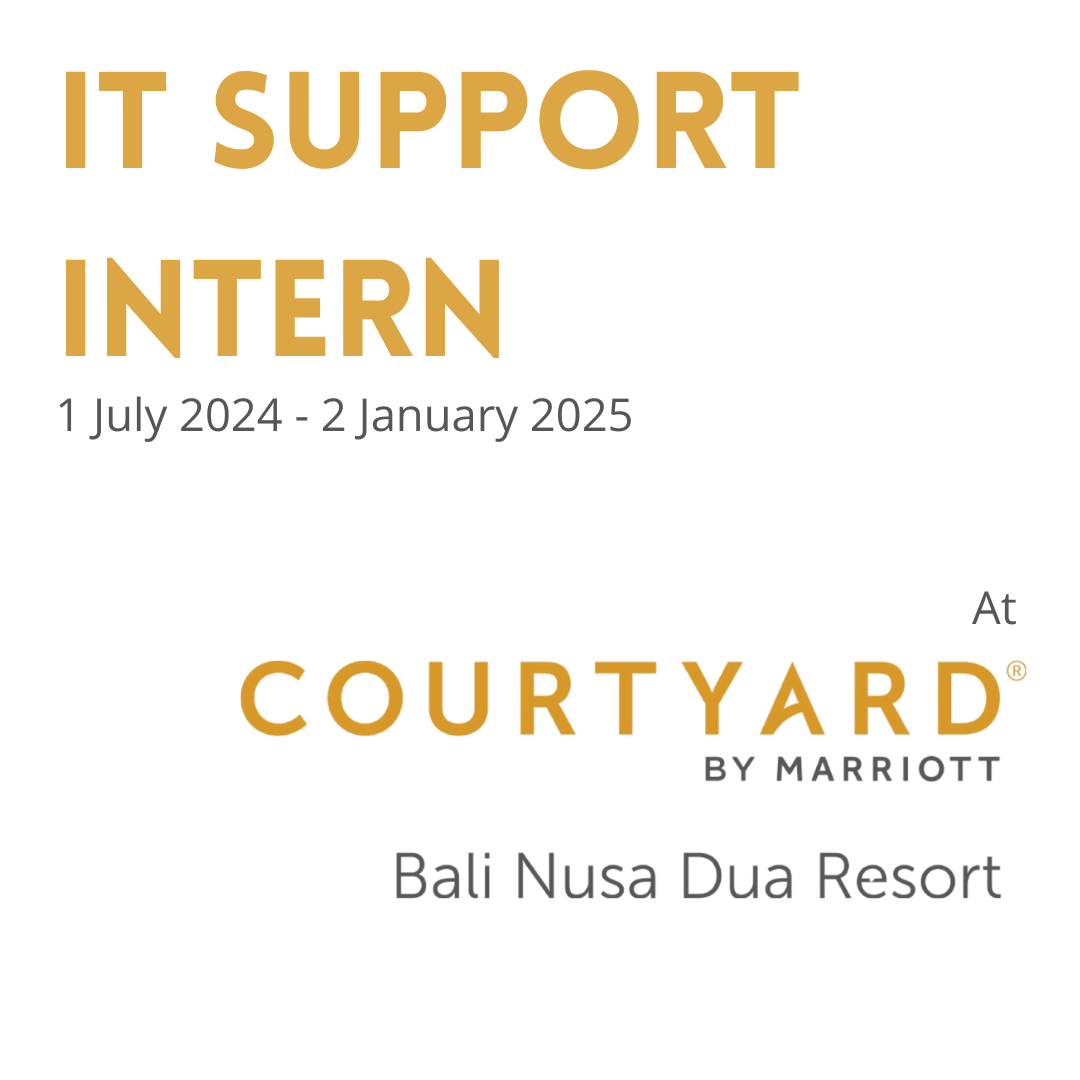 IT SUPPORT
INTERN
1 July 2024 - 2 January 2025
At
COURTYARD®
BY MARRIOTT
Bali Nusa Dua Resort